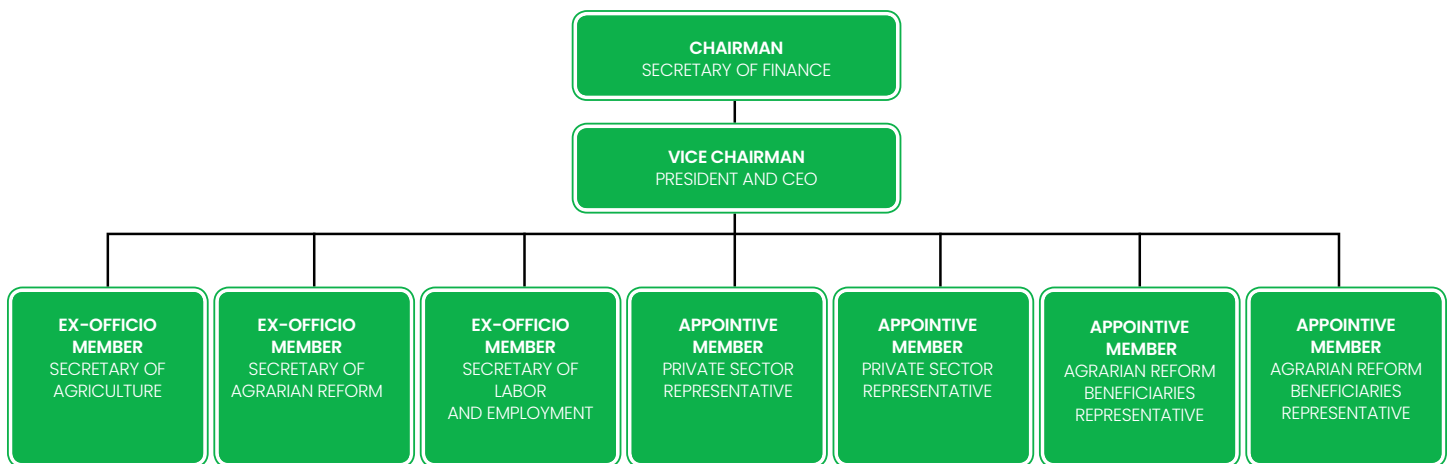 CHAIRMAN
SECRETARY OF FINANCE
VICE CHAIRMAN
PRESIDENT AND CEO
EX-OFFICIO
MEMBER
SECRETARY OF
AGRICULTURE
EX-OFFICIO
MEMBER
SECRETARY OF
AGRARIAN REFORM
EX-OFFICIO
MEMBER
SECRETARY OF
LABOR
AND EMPLOYMENT
APPOINTIVE
MEMBER
PRIVATE SECTOR
REPRESENTATIVE
APPOINTIVE
MEMBER
PRIVATE SECTOR
REPRESENTATIVE
APPOINTIVE
MEMBER
AGRARIAN REFORM
BENEFICIARIES
REPRESENTATIVE
APPOINTIVE
MEMBER
AGRARIAN REFORM
BENEFICIARIES
REPRESENTATIVE